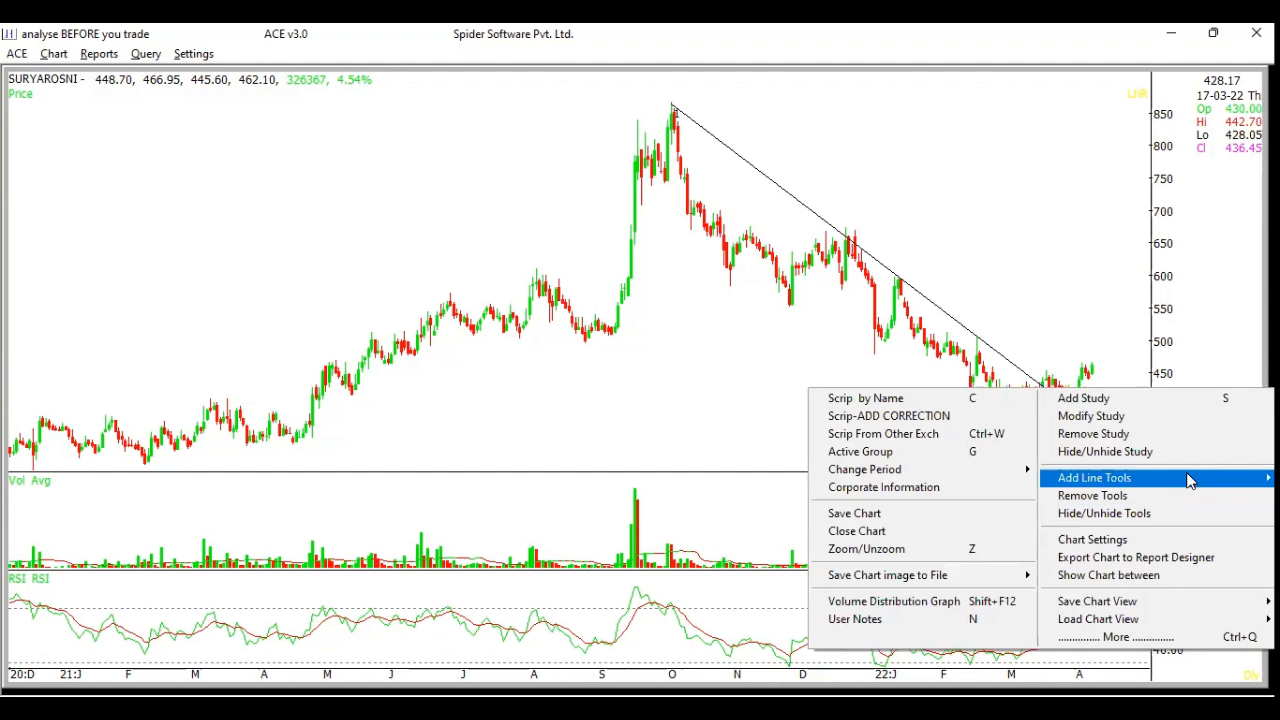 analyse BEFORE you trade ACE v3.0 Spider Software Pvt. Ltd.
ACE Chart Reports Query Settings
SURYAROSNI - 448.70, 466.95, 445.60, 462.10, 326367, 4.54%
Price
LNR
428.17
17-03-22 Th
Op 430.00
Hi 442.70
Lo 428.05
Cl 436.45
850
800
750
700
650
600
550
500
450
Scrip by Name C
Scrip-ADD CORRECTION
Scrip From Other Exch Ctrl+W
Active Group G
Change Period
Corporate Information
Save Chart
Close Chart
Zoom/Unzoom Z
Save Chart image to File
Volume Distribution Graph Shift+F12
User Notes N
Add Study S
Modify Study
Remove Study
Hide/Unhide Study
Add Line Tools
Remove Tools
Hide/Unhide Tools
Chart Settings
Export Chart to Report Designer
Show Chart between
Save Chart View
Load Chart View
.............. More .............. Ctrl+Q
Vol Avg
RSI RSI
20:D 21:J F M A M J J A S O N D 22:J F M A
Dly